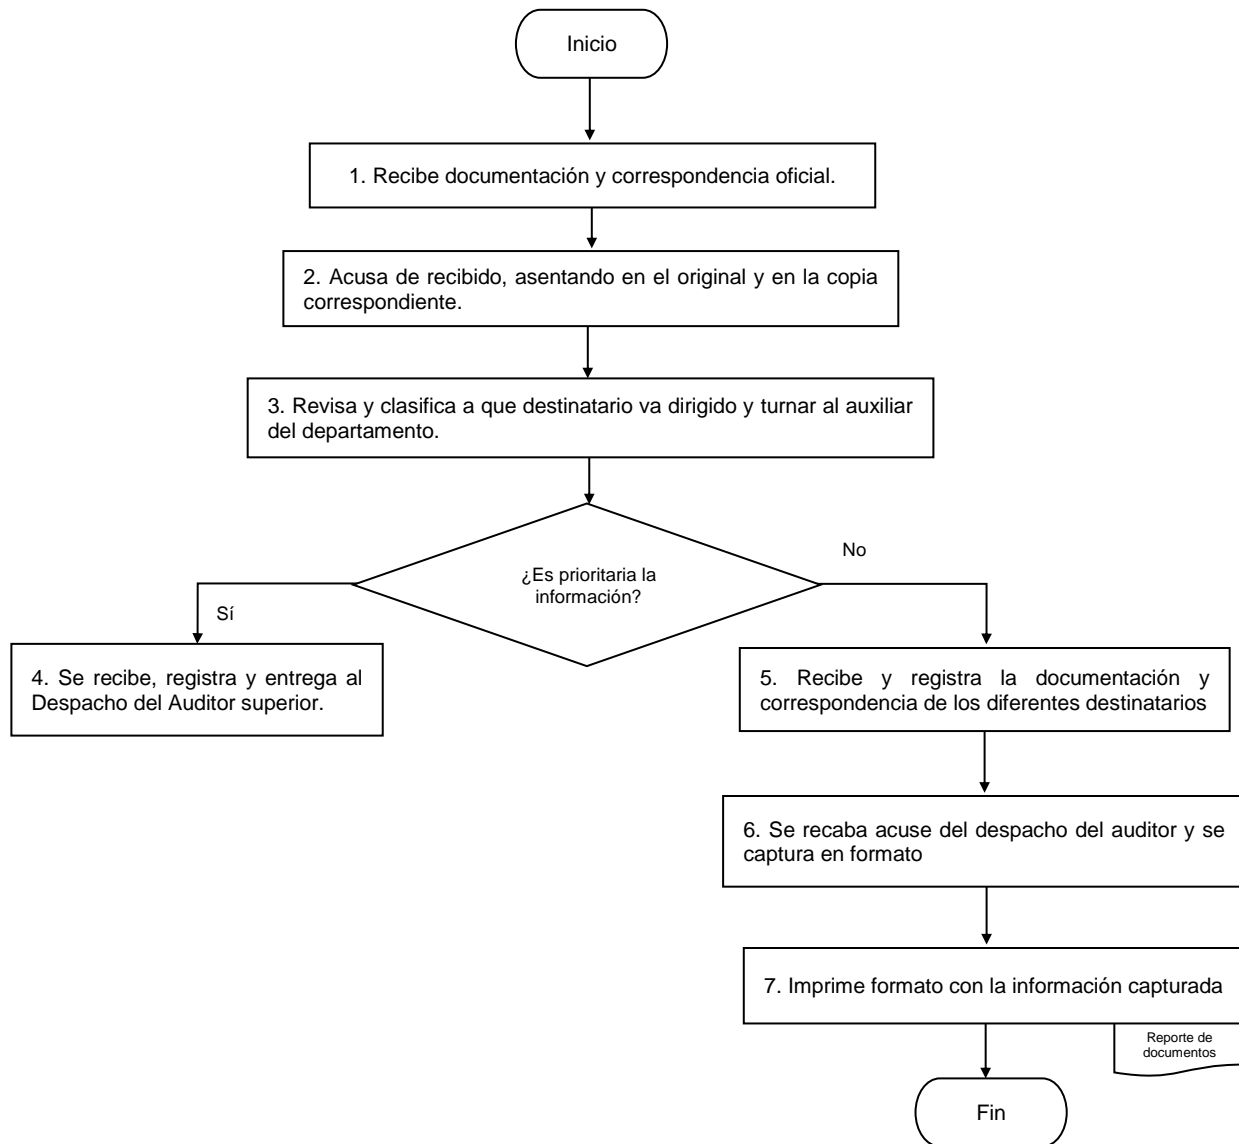 Inicio
1. Recibe documentación y correspondencia oficial.
2. Acusa de recibido, asentando en el original y en la copia
correspondiente.
3. Revisa y clasifica a que destinatario va dirigido y turnar al auxiliar
del departamento.
¿Es prioritaria la
información?
No
Sí
4. Se recibe, registra y entrega al
Despacho del Auditor superior.
5. Recibe y registra la documentación y
correspondencia de los diferentes destinatarios
6. Se recaba acuse del despacho del auditor y se
captura en formato
7. Imprime formato con la información capturada
Reporte de
documentos
Fin